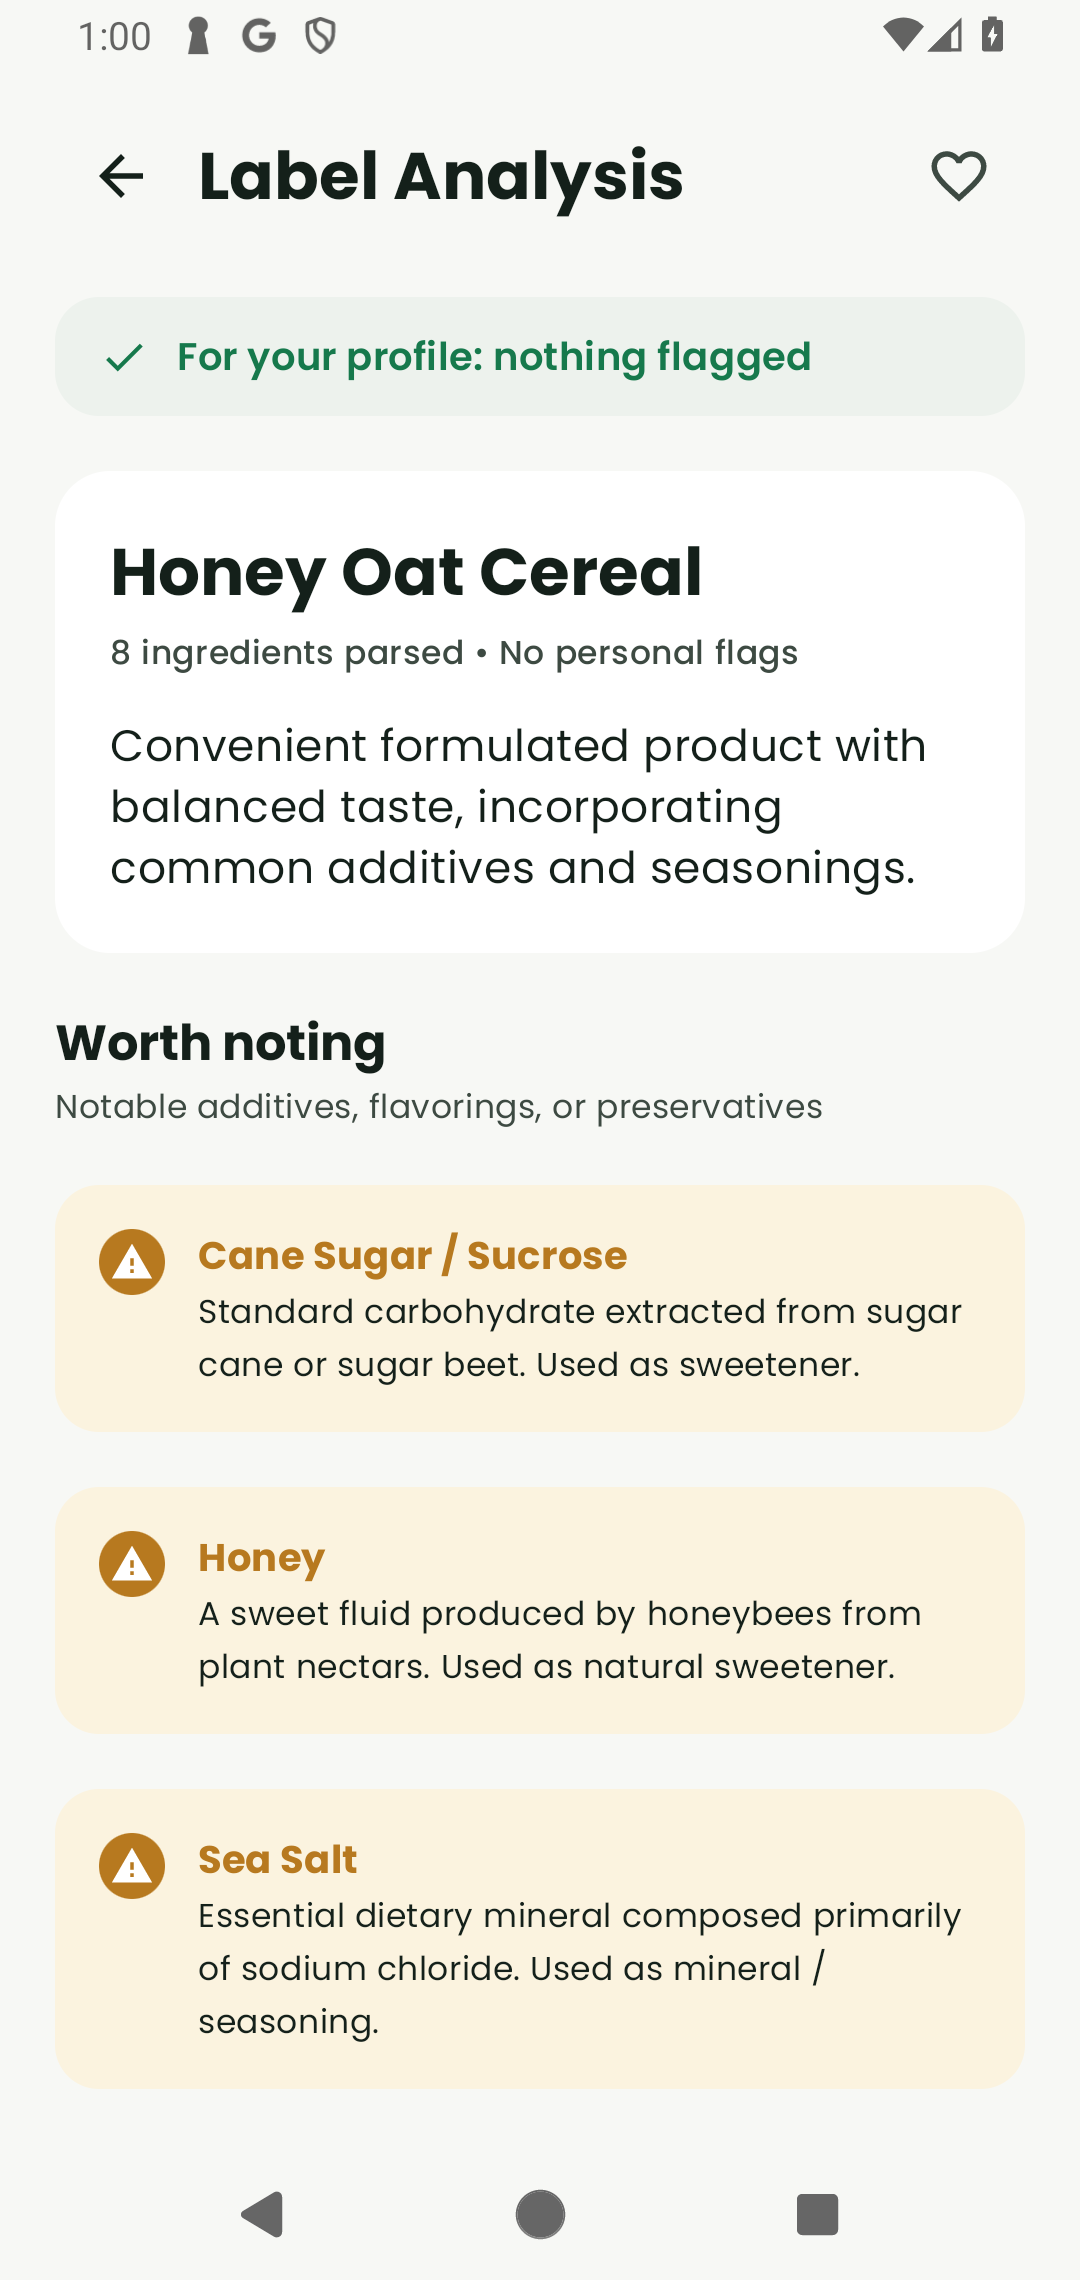 1:00
Label Analysis
For your profile: nothing flagged
Honey Oat Cereal
8 ingredients parsed • No personal flags
Convenient formulated product with
balanced taste, incorporating
common additives and seasonings.
Worth noting
Notable additives, flavorings, or preservatives
Cane Sugar / Sucrose
Standard carbohydrate extracted from sugar
cane or sugar beet. Used as sweetener.
Honey
A sweet fluid produced by honeybees from
plant nectars. Used as natural sweetener.
Sea Salt
Essential dietary mineral composed primarily
of sodium chloride. Used as mineral /
seasoning.